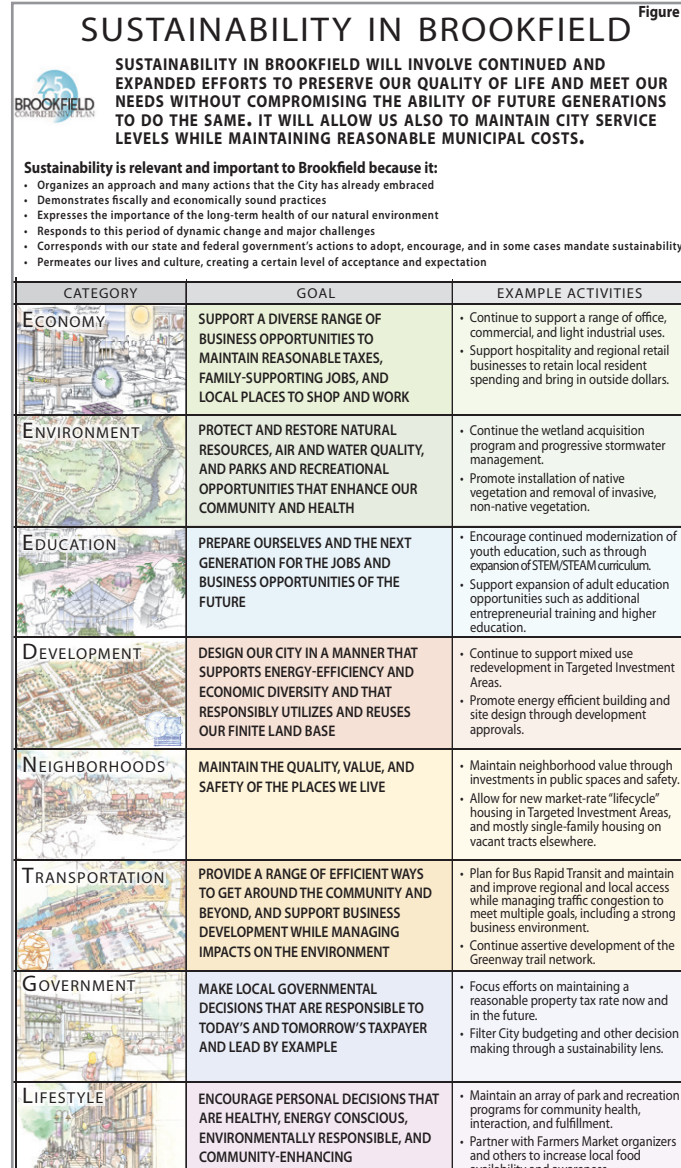 Figure
SUSTAINABILITY IN BROOKFIELD
BROOKFIELD
COMPREHENSIVE PLAN
SUSTAINABILITY IN BROOKFIELD WILL INVOLVE CONTINUED AND
EXPANDED EFFORTS TO PRESERVE OUR QUALITY OF LIFE AND MEET OUR
NEEDS WITHOUT COMPROMISING THE ABILITY OF FUTURE GENERATIONS
TO DO THE SAME. IT WILL ALLOW US ALSO TO MAINTAIN CITY SERVICE
LEVELS WHILE MAINTAINING REASONABLE MUNICIPAL COSTS.
Sustainability is relevant and important to Brookfield because it:
• Organizes an approach and many actions that the City has already embraced
• Demonstrates fiscally and economically sound practices
• Expresses the importance of the long-term health of our natural environment
• Responds to this period of dynamic change and major challenges
• Corresponds with our state and federal government's actions to adopt, encourage, and in some cases mandate sustainability
• Permeates our lives and culture, creating a certain level of acceptance and expectation
CATEGORY GOAL EXAMPLE ACTIVITIES
ECONOMY
SUPPORT A DIVERSE RANGE OF
BUSINESS OPPORTUNITIES TO
MAINTAIN REASONABLE TAXES,
FAMILY-SUPPORTING JOBS, AND
LOCAL PLACES TO SHOP AND WORK
• Continue to support a range of office,
commercial, and light industrial uses.
• Support hospitality and regional retail
businesses to retain local resident
spending and bring in outside dollars.
ENVIRONMENT
PROTECT AND RESTORE NATURAL
RESOURCES, AIR AND WATER QUALITY,
AND PARKS AND RECREATIONAL
OPPORTUNITIES THAT ENHANCE OUR
COMMUNITY AND HEALTH
• Continue the wetland acquisition
program and progressive stormwater
management.
• Promote installation of native
vegetation and removal of invasive,
non-native vegetation.
EDUCATION
PREPARE OURSELVES AND THE NEXT
GENERATION FOR THE JOBS AND
BUSINESS OPPORTUNITIES OF THE
FUTURE
• Encourage continued modernization of
youth education, such as through
expansion of STEM/STEAM curriculum.
• Support expansion of adult education
opportunities such as additional
entrepreneurial training and higher
education.
DEVELOPMENT
DESIGN OUR CITY IN A MANNER THAT
SUPPORTS ENERGY-EFFICIENCY AND
ECONOMIC DIVERSITY AND THAT
RESPONSIBLY UTILIZES AND REUSES
OUR FINITE LAND BASE
• Continue to support mixed use
redevelopment in Targeted Investment
Areas.
• Promote energy efficient building and
site design through development
approvals.
NEIGHBORHOODS
MAINTAIN THE QUALITY, VALUE, AND
SAFETY OF THE PLACES WE LIVE
• Maintain neighborhood value through
investments in public spaces and safety.
• Allow for new market-rate “lifecycle”
housing in Targeted Investment Areas,
and mostly single-family housing on
vacant tracts elsewhere.
TRANSPORTATION
PROVIDE A RANGE OF EFFICIENT WAYS
TO GET AROUND THE COMMUNITY AND
BEYOND, AND SUPPORT BUSINESS
DEVELOPMENT WHILE MANAGING
IMPACTS ON THE ENVIRONMENT
• Plan for Bus Rapid Transit and maintain
and improve regional and local access
while managing traffic congestion to
meet multiple goals, including a strong
business environment.
• Continue assertive development of the
Greenway trail network.
GOVERNMENT
MAKE LOCAL GOVERNMENTAL
DECISIONS THAT ARE RESPONSIBLE TO
TODAY'S AND TOMORROW'S TAXPAYER
AND LEAD BY EXAMPLE
• Focus efforts on maintaining a
reasonable property tax rate now and
in the future.
• Filter City budgeting and other decision
making through a sustainability lens.
LIFESTYLE
ENCOURAGE PERSONAL DECISIONS THAT
ARE HEALTHY, ENERGY CONSCIOUS,
ENVIRONMENTALLY RESPONSIBLE, AND
COMMUNITY-ENHANCING
• Maintain an array of park and recreation
programs for community health,
interaction, and fulfillment.
• Partner with Farmers Market organizers
and others to increase local food